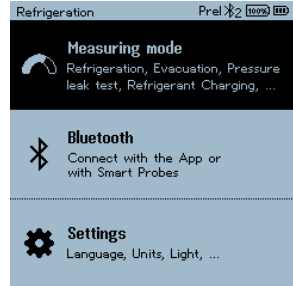 Refrigeration Prel 2 100%
Measuring mode
Refrigeration, Evacuation, Pressure
leak test, Refrigerant Charging, ...
Bluetooth
Connect with the App or
with Smart Probes
Settings
Language, Units, Light, ...